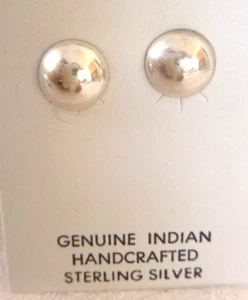 GENUINE INDIAN
HANDCRAFTED
STERLING SILVER